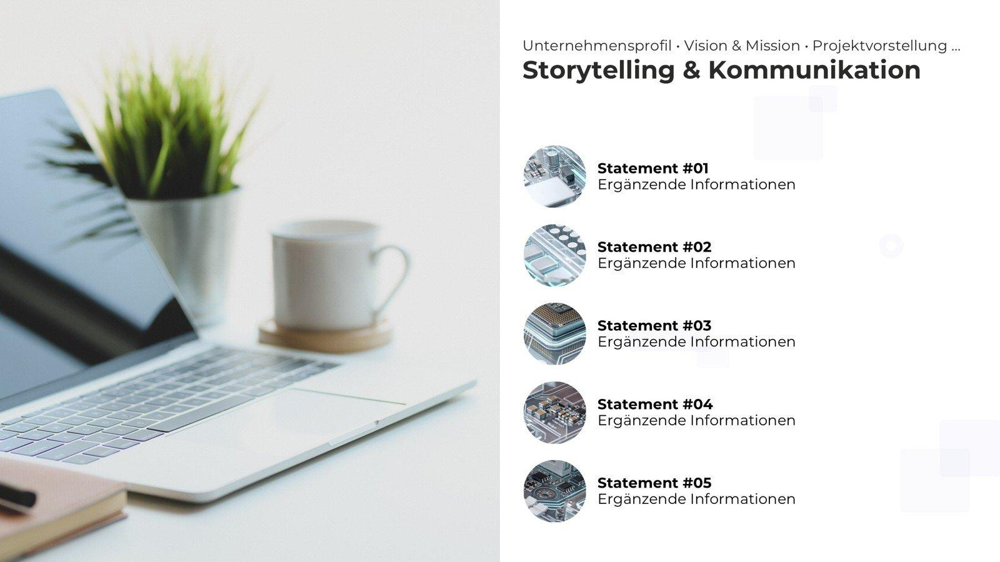 Unternehmensprofil • Vision & Mission • Projektvorstellung ...
Storytelling & Kommunikation
Statement #01
Ergänzende Informationen
Statement #02
Ergänzende Informationen
Statement #03
Ergänzende Informationen
Statement #04
Ergänzende Informationen
Statement #05
Ergänzende Informationen